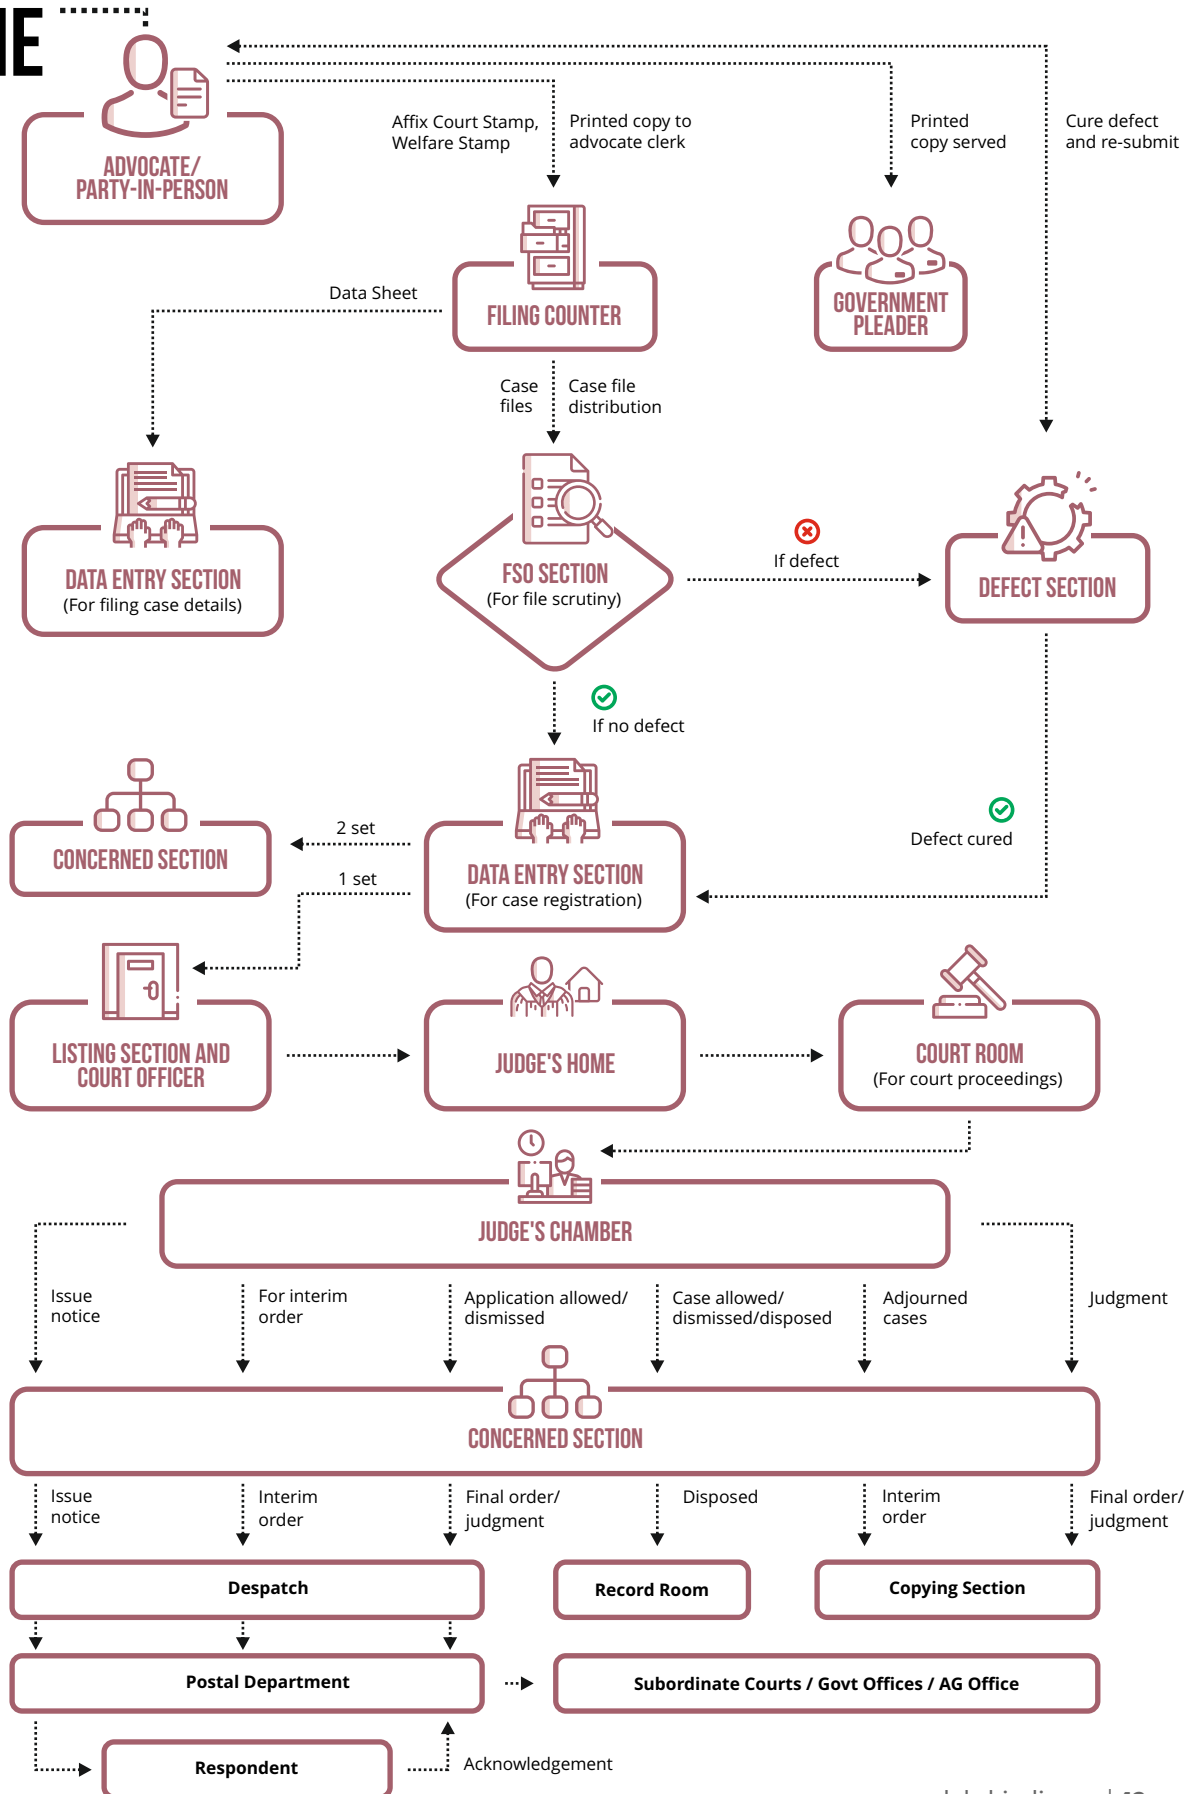 ADVOCATE/
PARTY-IN-PERSON
Affix Court Stamp,
Welfare Stamp
Printed copy to
advocate clerk
Printed
copy served
Cure defect
and re-submit
FILING COUNTER
GOVERNMENT
PLEADER
Data Sheet
Case
files
Case file
distribution
DATA ENTRY SECTION
(For filing case details)
FSO SECTION
(For file scrutiny)
If defect
DEFECT SECTION
If no defect
Defect cured
CONCERNED SECTION
2 set
1 set
DATA ENTRY SECTION
(For case registration)
LISTING SECTION AND
COURT OFFICER
JUDGE'S HOME
COURT ROOM
(For court proceedings)
JUDGE'S CHAMBER
Issue
notice
For interim
order
Application allowed/
dismissed
Case allowed/
dismissed/disposed
Adjourned
cases
Judgment
CONCERNED SECTION
Issue
notice
Interim
order
Final order/
judgment
Disposed
Interim
order
Final order/
judgment
Despatch
Record Room
Copying Section
Postal Department
Subordinate Courts / Govt Offices / AG Office
Respondent
Acknowledgement